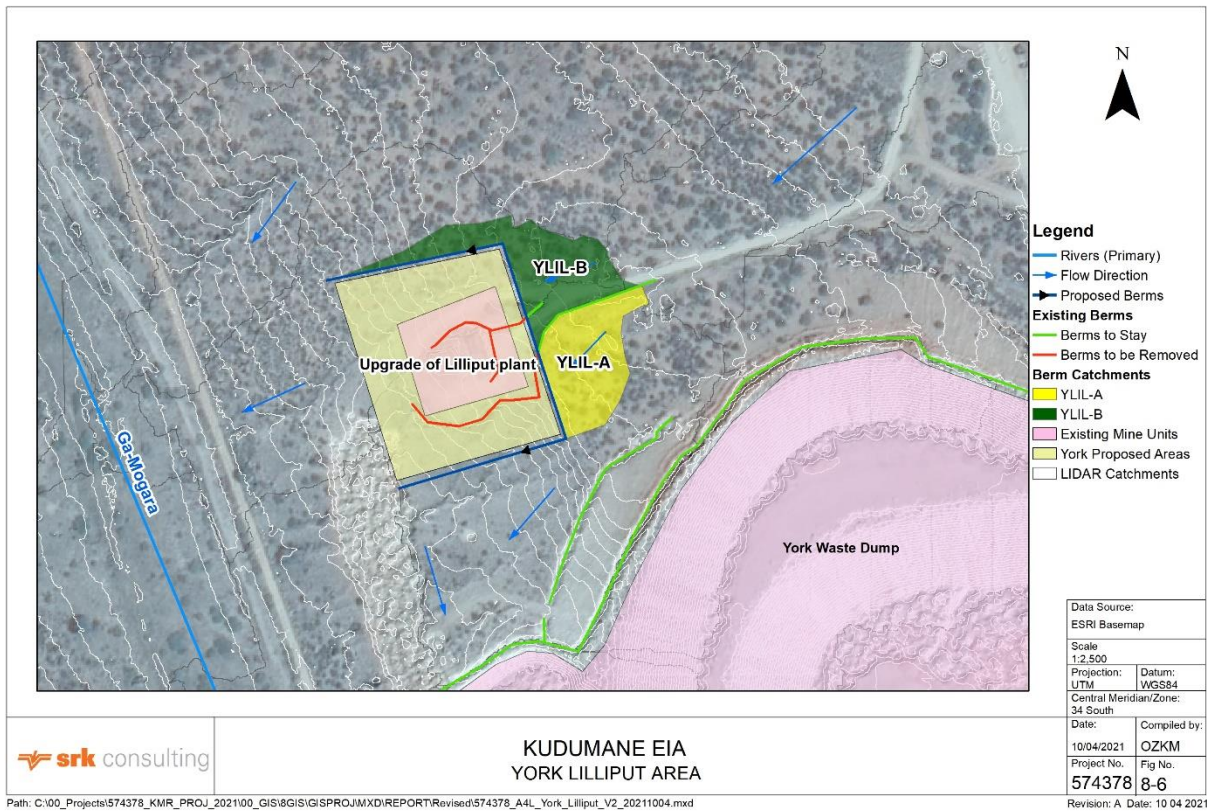 N
YLIL-B
Upgrade of Lilliput plant
YLIL-A
Ga-Mogara
York Waste Dump
Legend
Rivers (Primary)
Flow Direction
Proposed Berms
Existing Berms
Berms to Stay
Berms to be Removed
Berm Catchments
YLIL-A
YLIL-B
Existing Mine Units
York Proposed Areas
LIDAR Catchments
Data Source:
ESRI Basemap
Scale
1:2,500
Projection: Datum:
UTM WGS84
Central Meridian/Zone:
34 South
Date: Compiled by:
10/04/2021 OZKM
Project No. Fig No.
574378 8-6
srk consulting
KUDUMANE EIA
YORK LILLIPUT AREA
Path: C:\00_Projects\574378_KMR_PROJ_2021\00_GIS\8GIS\GISPROJ\MXD\REPORT\Revised\574378_A4L_York_Lilliput_V2_20211004.mxd
Revision: A Date: 10 04 2021